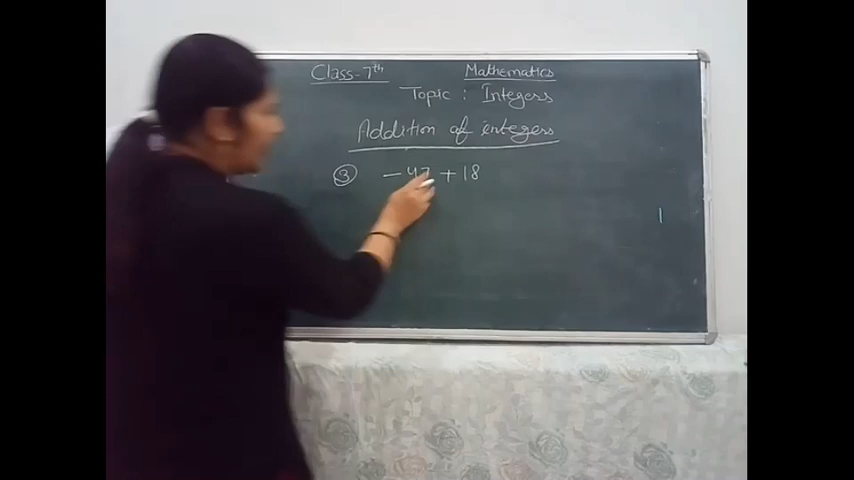 Class-7th Mathematics
Topic : Integers
Addition of integers
③ - 47 + 18